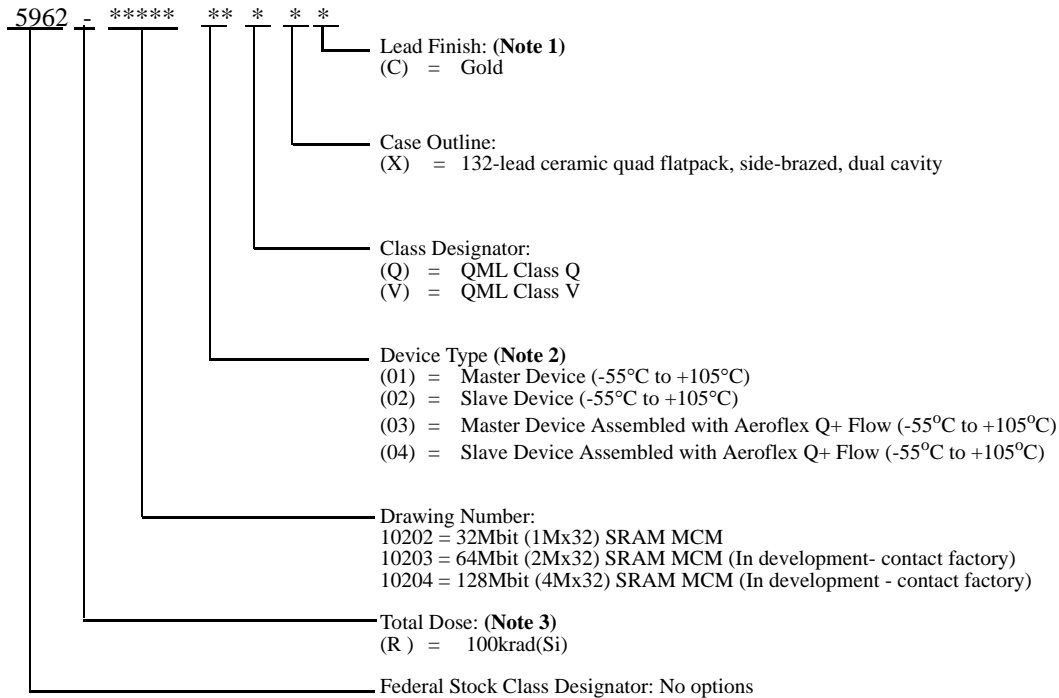 5962 - ***** ** * * *
Lead Finish: (Note 1)
(C) = Gold
Case Outline:
(X) = 132-lead ceramic quad flatpack, side-brazed, dual cavity
Class Designator:
(Q) = QML Class Q
(V) = QML Class V
Device Type (Note 2)
(01) = Master Device (-55°C to +105°C)
(02) = Slave Device (-55°C to +105°C)
(03) = Master Device Assembled with Aeroflex Q+ Flow (-55°C to +105°C)
(04) = Slave Device Assembled with Aeroflex Q+ Flow (-55°C to +105°C)
Drawing Number:
10202 = 32Mbit (1Mx32) SRAM MCM
10203 = 64Mbit (2Mx32) SRAM MCM (In development- contact factory)
10204 = 128Mbit (4Mx32) SRAM MCM (In development - contact factory)
Total Dose: (Note 3)
(R ) = 100krad(Si)
Federal Stock Class Designator: No options